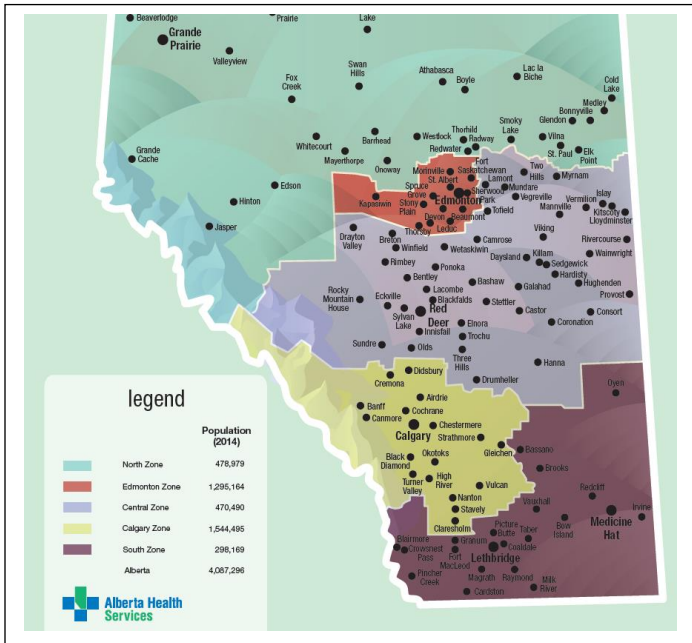 Beaverlodge
Prairie
Lake
Grande
Prairie
Valleyview
Swan
Hills
Athabasca
Boyle
Lac la
Biche
Fox
Creek
Cold
Lake
Medley
Bonnyville
Glendon
Whitecourt
Barrhead
Westlock
Thorhild
Radway
Redwater
Smoky
Lake
Vilna
St. Paul
Elk
Point
Grande
Cache
Mayerthorpe
Onoway
Morinville
Fort
Saskatchewan
St. Albert
Lamont
Two
Hills
Myrnam
Edson
Hinton
Kapasiwin
Spruce
Grove
Stony
Plain
Edmonton
Sherwood
Park
Mundare
Vegreville
Vermilion
Islay
Kitscoty
Lloydminster
Mannville
Devon
Beaumont
Leduc
Tofield
Thorsby
Jasper
Drayton
Valley
Breton
Winfield
Wetaskiwin
Camrose
Viking
Rivercourse
Wainwright
Daysland
Killam
Sedgewick
Hardisty
Hughenden
Rimbey
Ponoka
Bentley
Bashaw
Galahad
Provost
Rocky
Mountain
House
Eckville
Lacombe
Blackfalds
Stettler
Castor
Consort
Coronation
Sylvan
Lake
Red
Deer
Innisfail
Elnora
Trochu
Sundre
Olds
Three
Hills
Hanna
Didsbury
Cremona
Drumheller
Oyen
Banff
Canmore
Airdrie
Cochrane
Chestermere
Calgary
Strathmore
Gleichen
Bassano
Black
Diamond
Okotoks
Turner
Valley
High
River
Vulcan
Brooks
Nanton
Stavely
Claresholm
Vauxhall
Redcliff
Medicine
Hat
Irvine
Bow
Island
Blairmore
Crowsnest
Pass
Granum
Fort
MacLeod
Picture
Butte
Taber
Coaldale
Lethbridge
Pincher
Creek
Magrath
Raymond
Milk
River
Cardston
legend
Population
(2014)
North Zone 478,979
Edmonton Zone 1,295,164
Central Zone 470,490
Calgary Zone 1,544,495
South Zone 298,169
Alberta 4,087,296
Alberta Health
Services